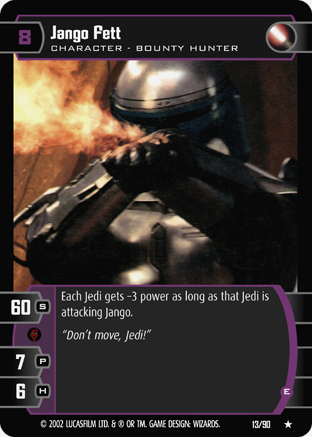 8
Jango Fett
CHARACTER - BOUNTY HUNTER
60 S
Each Jedi gets -3 power as long as that Jedi is
attacking Jango.
"Don't move, Jedi!"
7 P
6 H
E
© 2002 LUCASFILM LTD. & ® OR TM. GAME DESIGN: WIZARDS. 13/90 ★